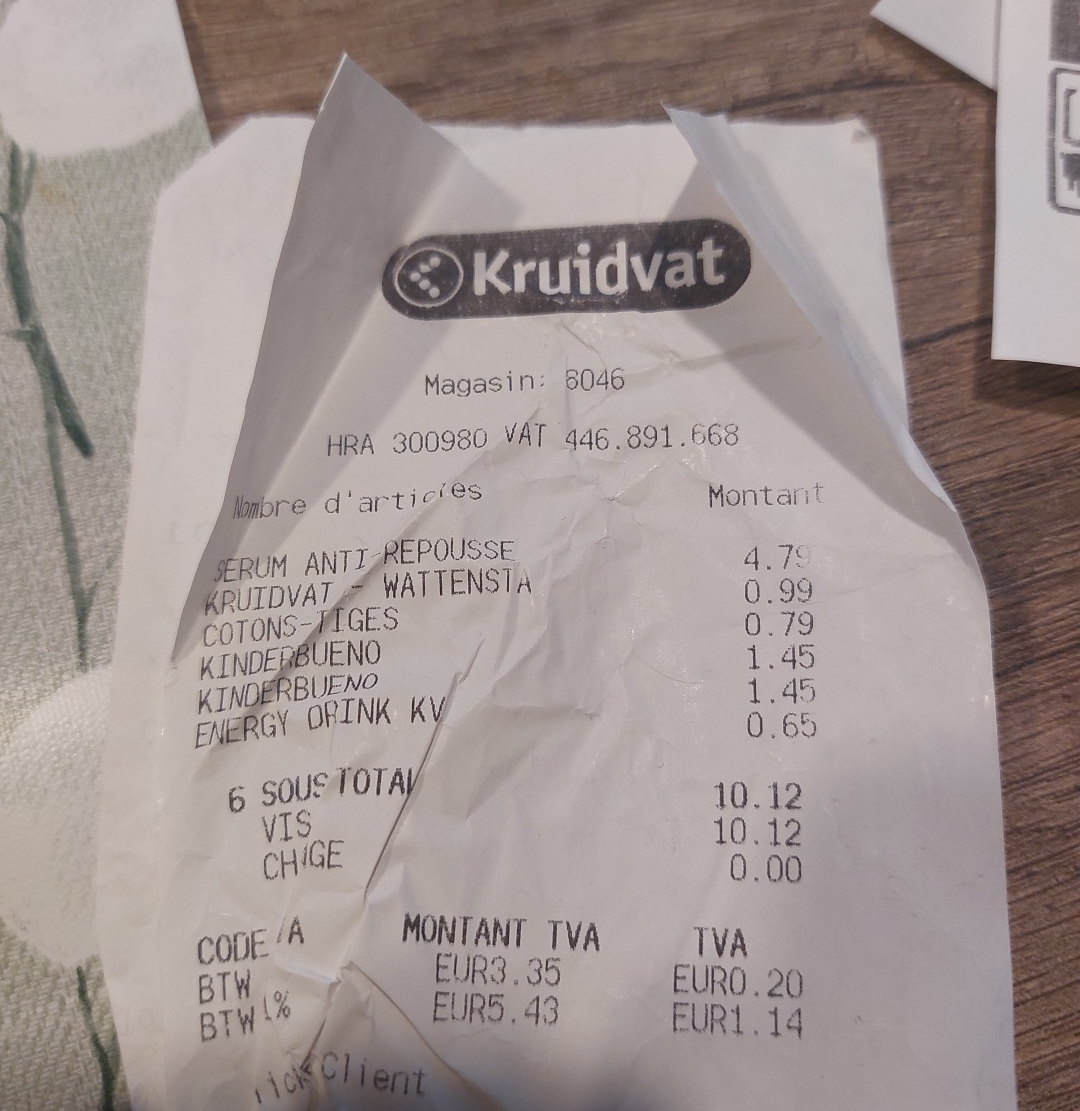 Kruidvat
Magasin: 8046
HRA 300980 VAT 446.891.668
Nombre d'articles Montant
SERUM ANTI-REPOUSSE 4.79
KRUIDVAT - WATTENSTA 0.99
COTONS-TIGES 0.79
KINDERBUENO 1.45
KINDERBUENO 1.45
ENERGY DRINK KV 0.65
6 SOUS TOTAL 10.12
VIS 10.12
CH 0.00
CODE MONTANT TVA TVA
BTW EUR3.35 EUR0.20
BTW EUR5.43 EUR1.14
Client